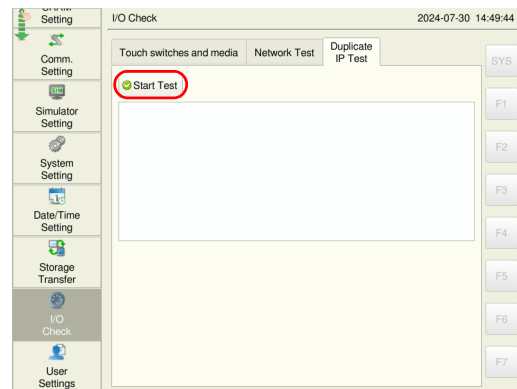 Setting
I/O Check
2024-07-30 14:49:44
Comm.
Setting
SIM
Simulator
Setting
System
Setting
Date/Time
Setting
Storage
Transfer
I/O
Check
User
Settings
Touch switches and media
Network Test
Duplicate
IP Test
Start Test
SYS
F1
F2
F3
F4
F5
F6
F7